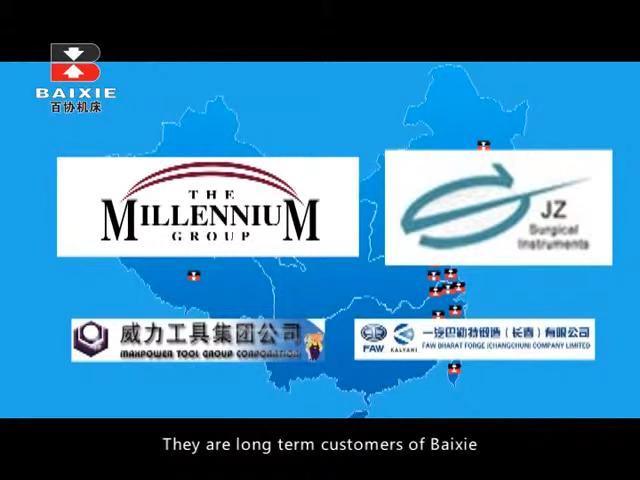 BAIXIE
百协机床
THE
MILLENNIUM
GROUP
JZ
Surgical
Instruments
威力工具集团公司
MAXPOWER TOOL GROUP CORPORATION
FAW
KALYANI
一汽巴勒特锻造（长春）有限公司
FAW BHARAT FORGE (CHANGCHUN) COMPANY LIMITED
They are long term customers of Baixie